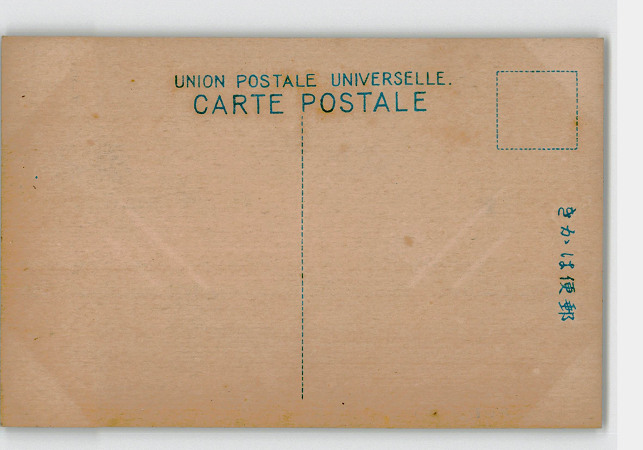 UNION POSTALE UNIVERSELLE.
CARTE POSTALE
きかは便郵